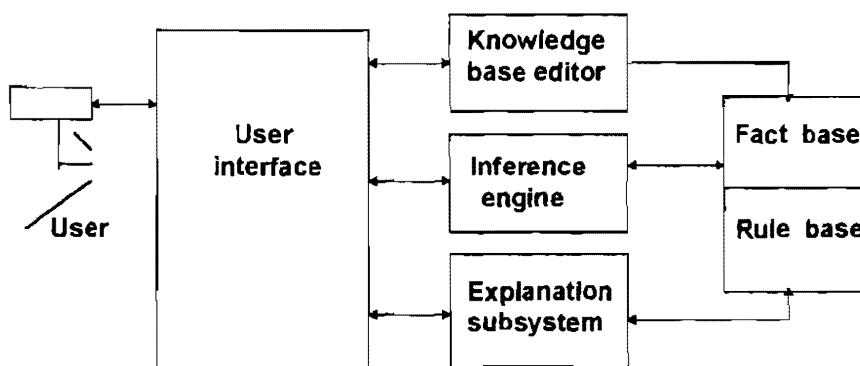 Knowledge
base editor
User
interface
Fact base
Inference
engine
User
Rule base
Explanation
subsystem